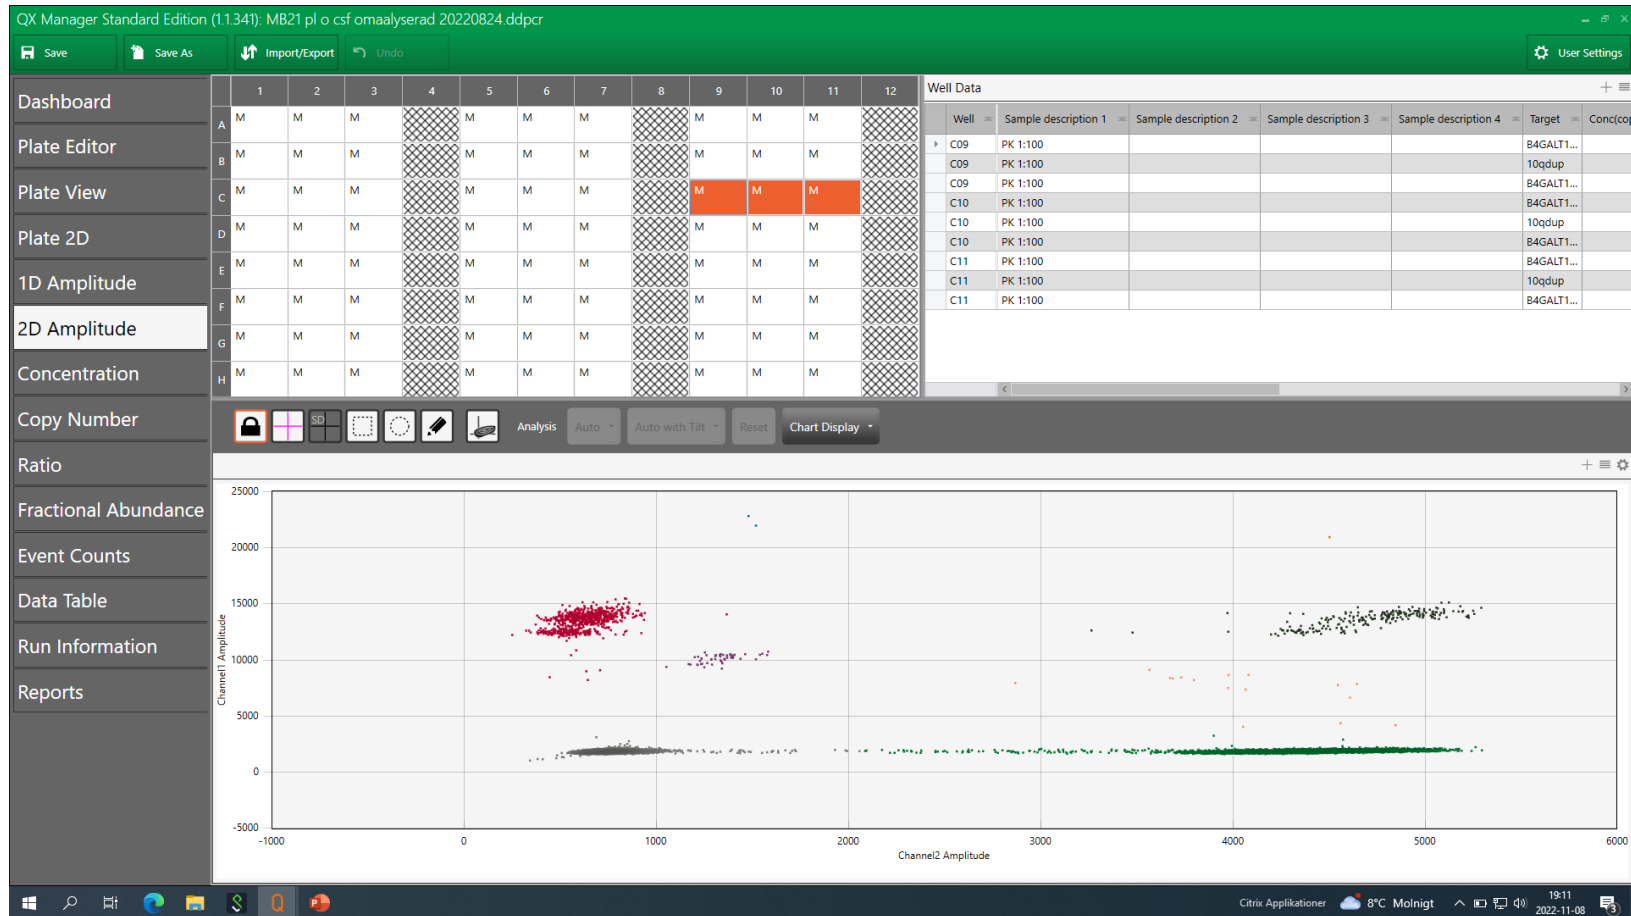 QX Manager Standard Edition (1.1.341): MB21 pl o csf omaalyserad 20220824.ddpcr
Save Save As Import/Export Undo User Settings
Dashboard
Plate Editor
Plate View
Plate 2D
1D Amplitude
2D Amplitude
Concentration
Copy Number
Ratio
Fractional Abundance
Event Counts
Data Table
Run Information
Reports
1 2 3 4 5 6 7 8 9 10 11 12
A M M M M M M M M M
B M M M M M M M M M
C M M M M M M M M M
D M M M M M M M M M
E M M M M M M M M M
F M M M M M M M M M
G M M M M M M M M M
H M M M M M M M M M
Well Data
Well Sample description 1 Sample description 2 Sample description 3 Sample description 4 Target Conc(cop
C09 PK 1:100 B4GALT1...
C09 PK 1:100 10qdup
C09 PK 1:100 B4GALT1...
C10 PK 1:100 B4GALT1...
C10 PK 1:100 10qdup
C10 PK 1:100 B4GALT1...
C11 PK 1:100 B4GALT1...
C11 PK 1:100 10qdup
C11 PK 1:100 B4GALT1...
SD Analysis Auto Auto with Tilt Reset Chart Display
25000
20000
15000
10000
5000
0
-5000
Channel1 Amplitude
-1000 0 1000 2000 3000 4000 5000 6000
Channel2 Amplitude
Citrix Applikationer 8°C Molnigt 19:11
2022-11-08 3